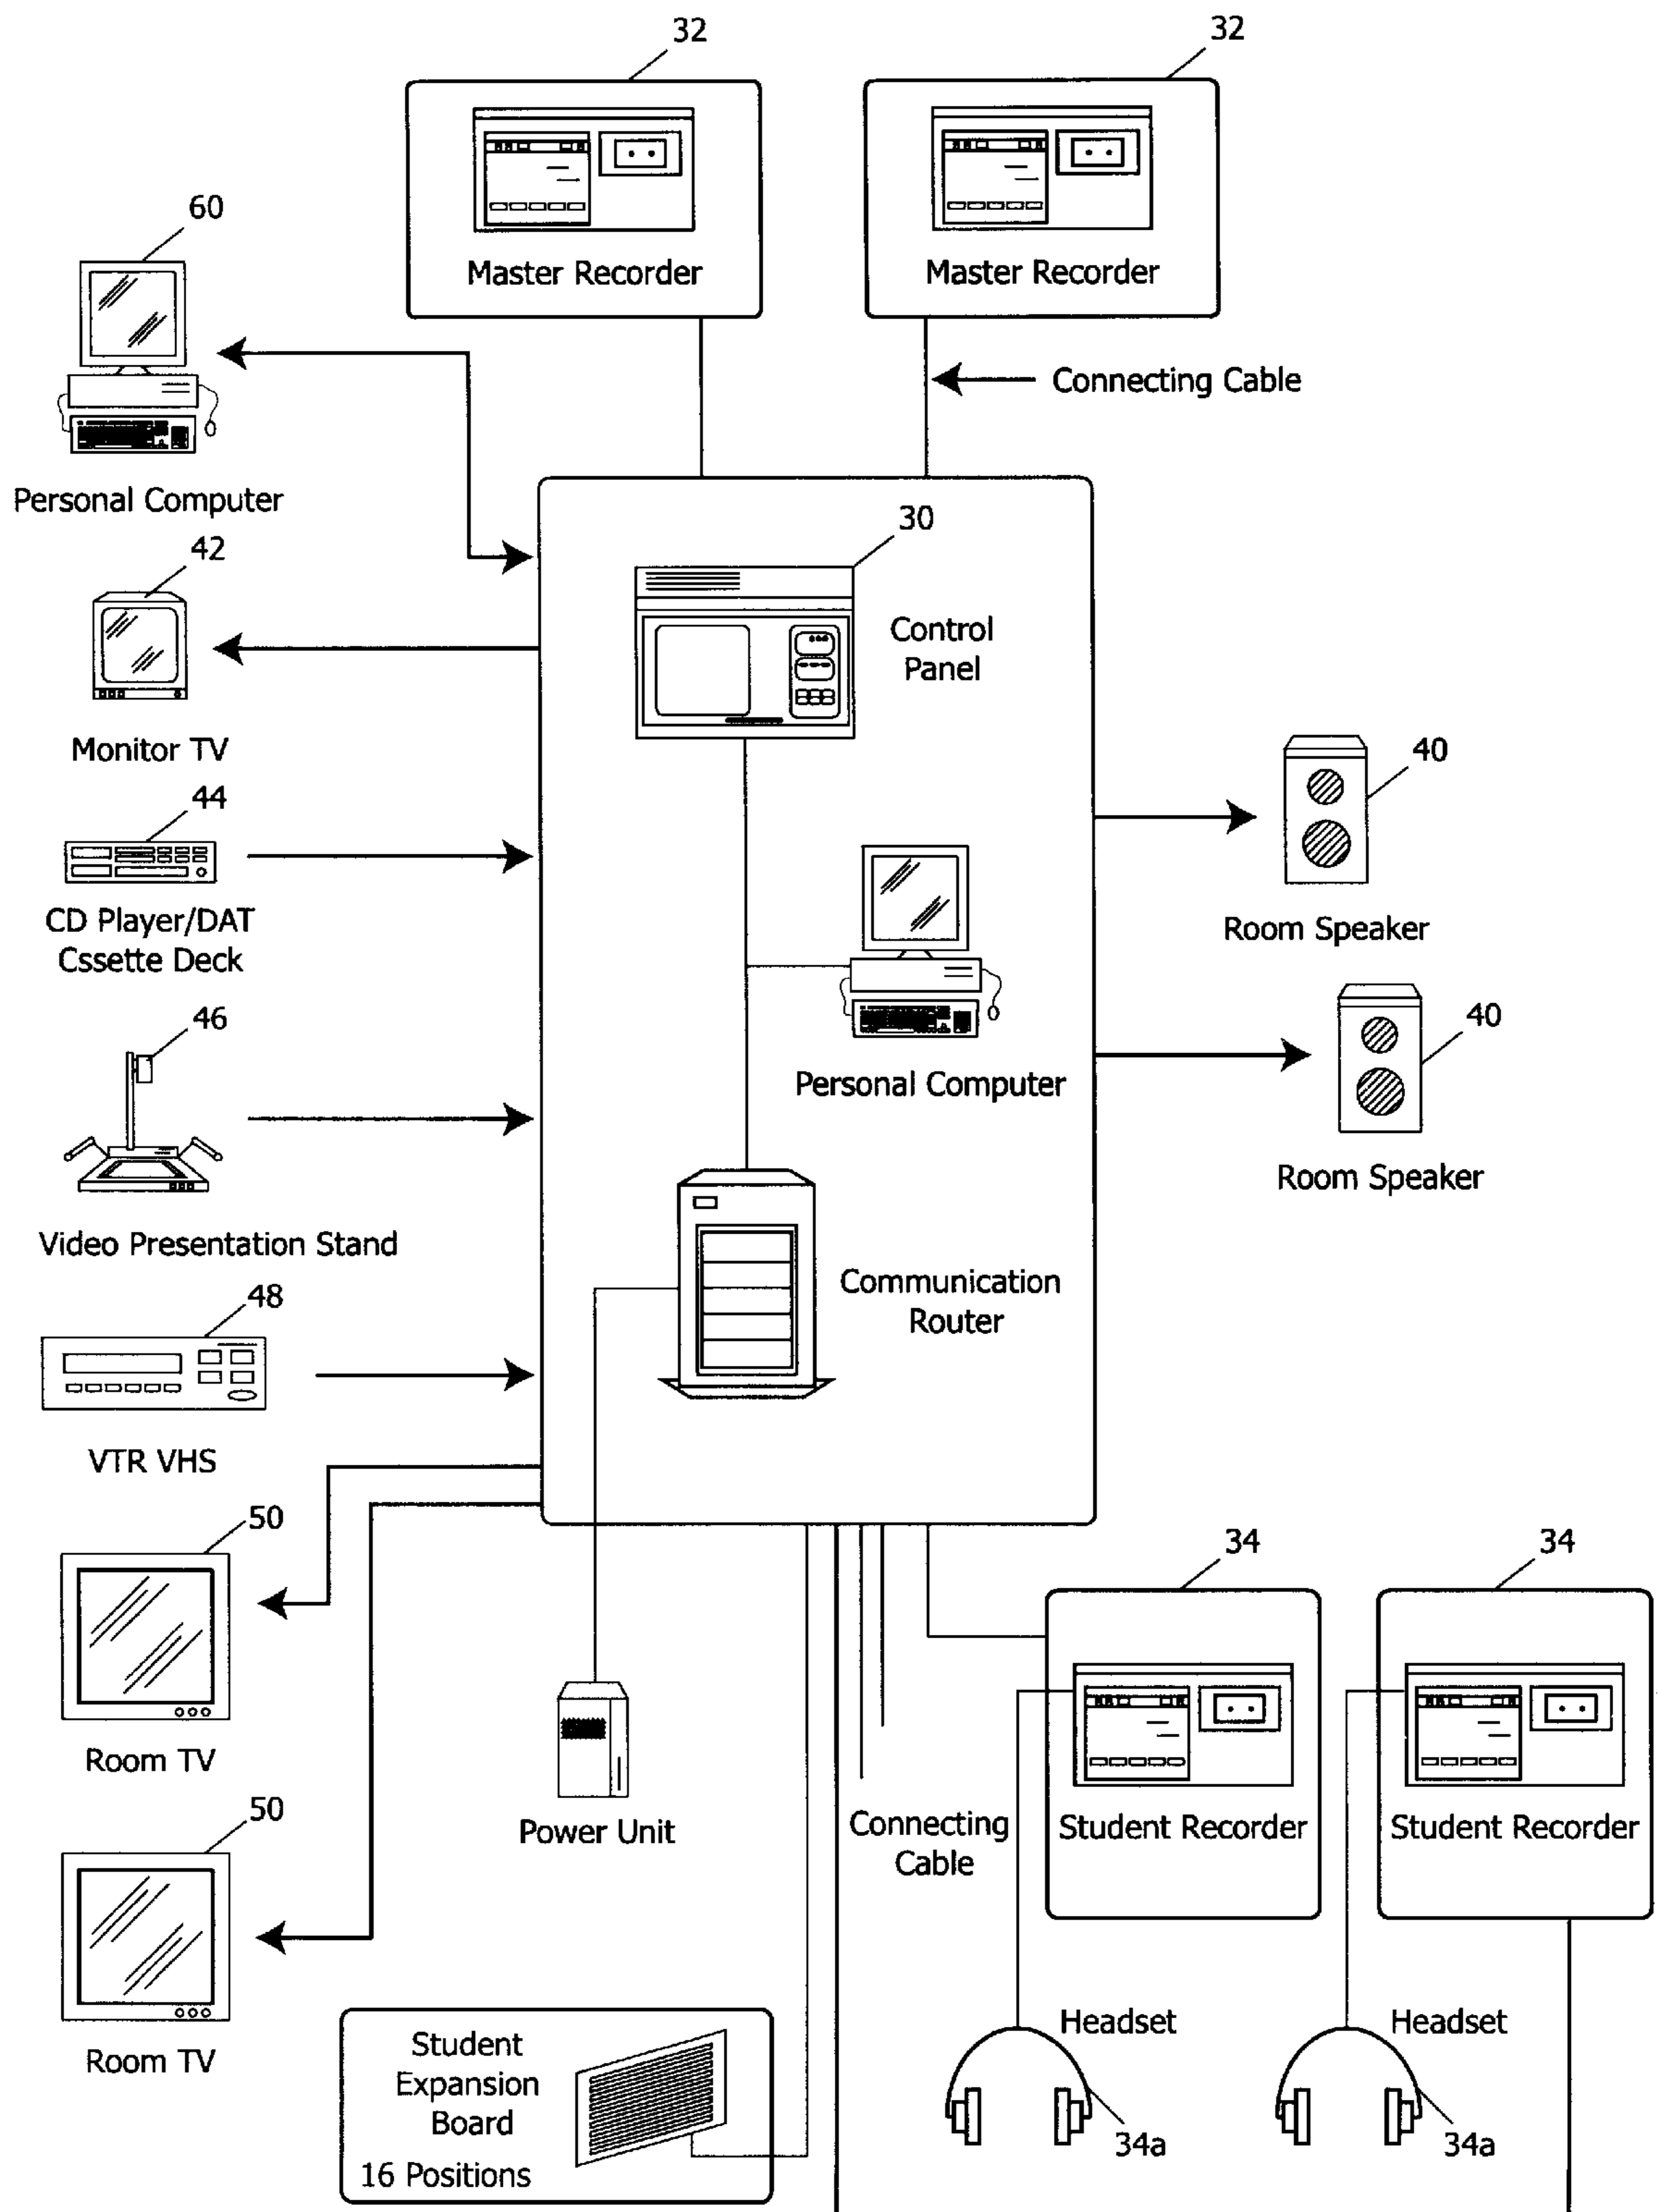 32
32
Master Recorder
Master Recorder
60
Connecting Cable
Personal Computer
30
42
Control
Panel
Monitor TV
40
44
CD Player/DAT
Cssette Deck
Room Speaker
46
40
Personal Computer
Room Speaker
Video Presentation Stand
48
Communication
Router
VTR VHS
50
34
34
Room TV
50
Power Unit
Connecting
Cable
Student Recorder
Student Recorder
Room TV
Headset
Headset
Student
Expansion
Board
16 Positions
34a
34a